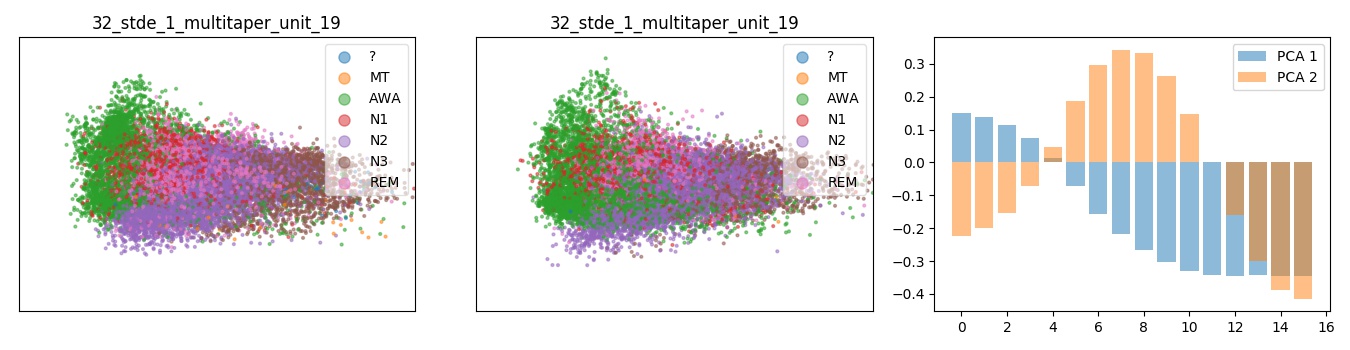 32_stde_1_multitaper_unit_19
?
MT
AWA
N1
N2
N3
REM
32_stde_1_multitaper_unit_19
?
MT
AWA
N1
N2
N3
REM
PCA 1
PCA 2
0.3
0.2
0.1
0.0
−0.1
−0.2
−0.3
−0.4
0 2 4 6 8 10 12 14 16